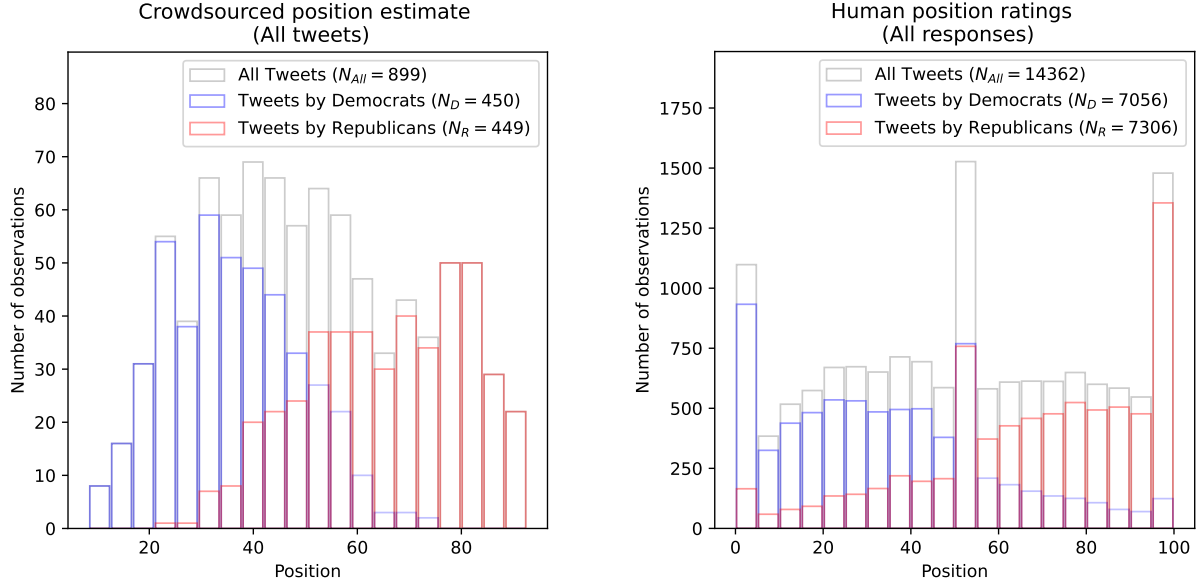 Crowdsourced position estimate
(All tweets)
All Tweets (N_All = 899)
Tweets by Democrats (N_D = 450)
Tweets by Republicans (N_R = 449)
Number of observations
80
70
60
50
40
30
20
10
0
20 40 60 80
Position
Human position ratings
(All responses)
All Tweets (N_All = 14362)
Tweets by Democrats (N_D = 7056)
Tweets by Republicans (N_R = 7306)
Number of observations
1750
1500
1250
1000
750
500
250
0
0 20 40 60 80 100
Position